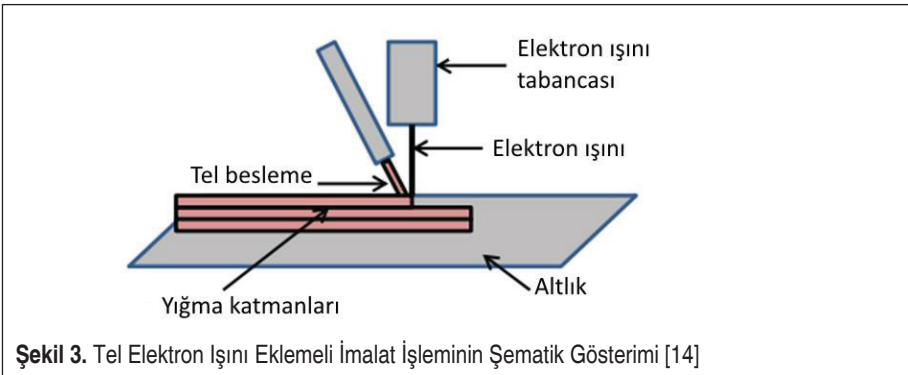 Elektron ışını
tabancası
Elektron ışını
Tel besleme
Altlık
Yığma katmanları
Şekil 3. Tel Elektron Işını Eklemeli İmalat İşleminin Şematik Gösterimi [14]